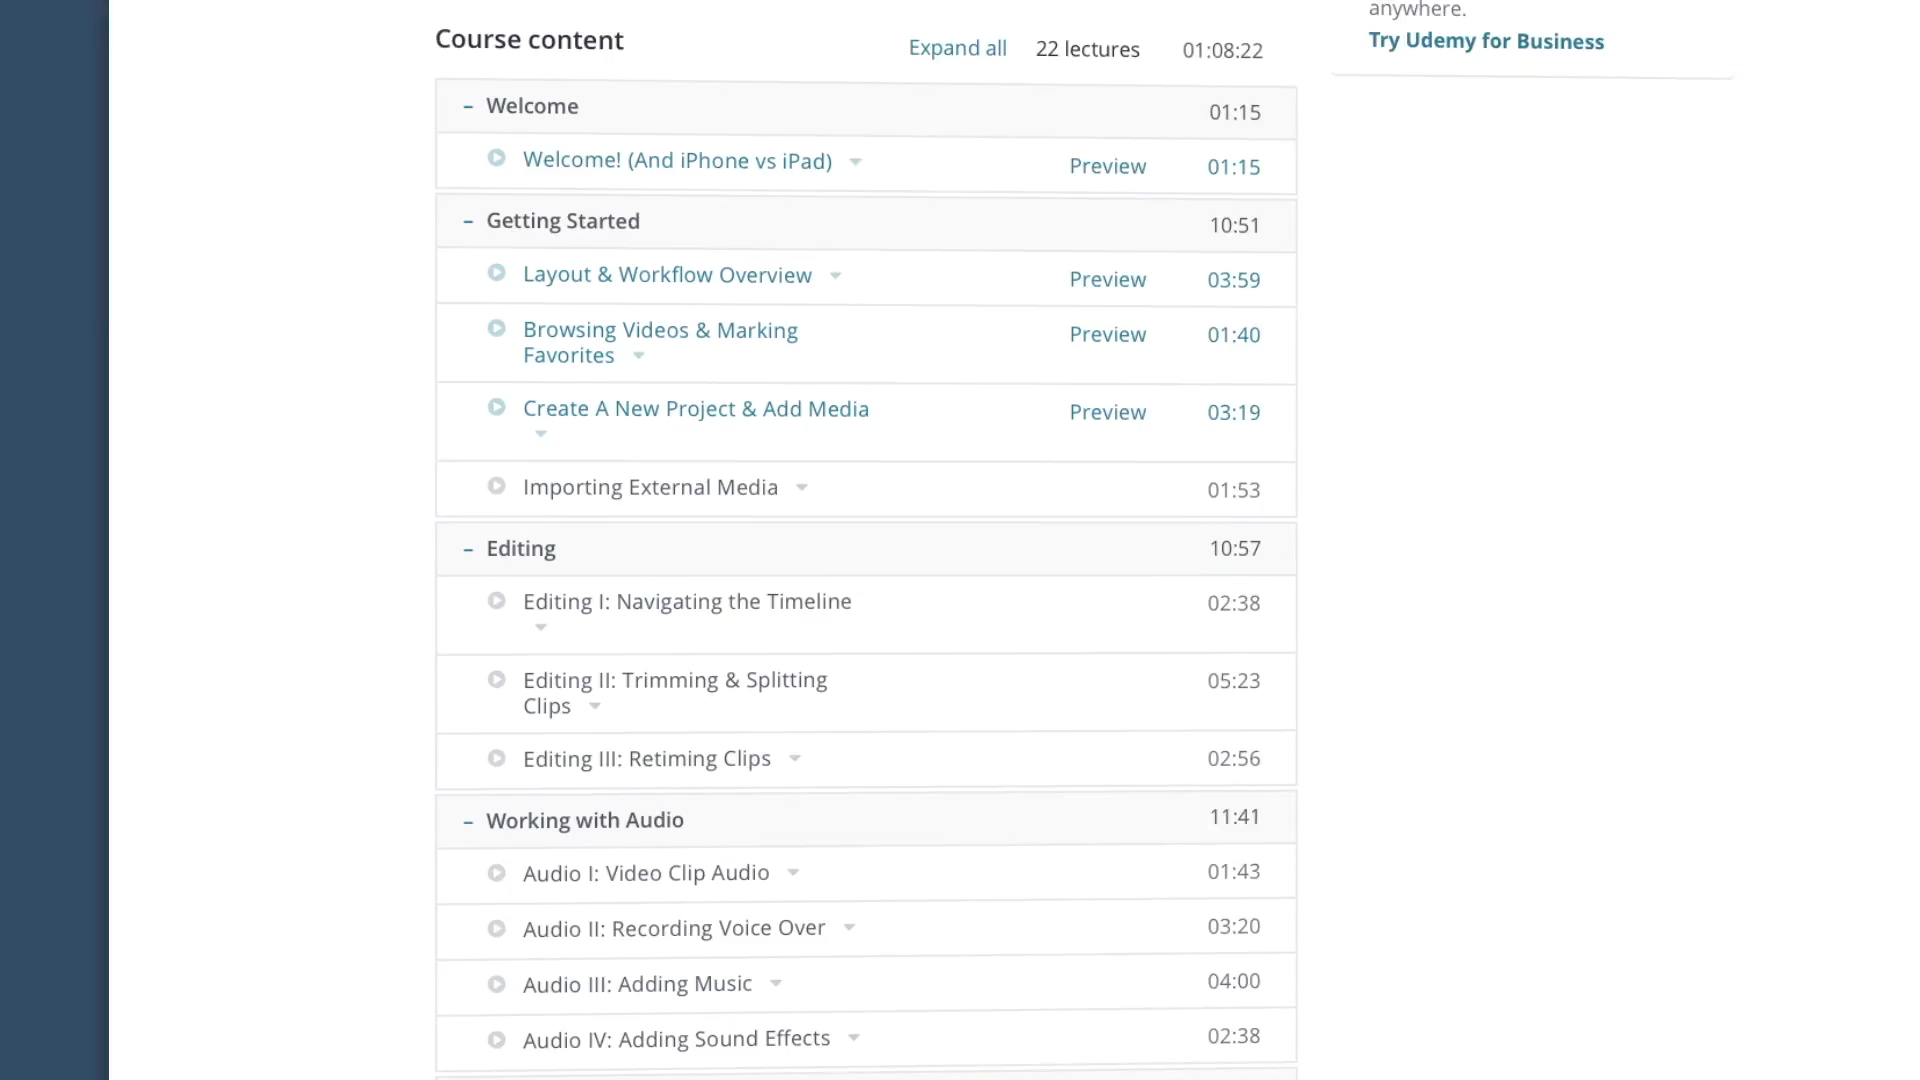 anywhere.
Try Udemy for Business
Course content
Expand all 22 lectures 01:08:22
– Welcome 01:15
Welcome! (And iPhone vs iPad) Preview 01:15
– Getting Started 10:51
Layout & Workflow Overview Preview 03:59
Browsing Videos & Marking Preview 01:40
Favorites
Create A New Project & Add Media Preview 03:19
Importing External Media 01:53
– Editing 10:57
Editing I: Navigating the Timeline 02:38
Editing II: Trimming & Splitting 05:23
Clips
Editing III: Retiming Clips 02:56
– Working with Audio 11:41
Audio I: Video Clip Audio 01:43
Audio II: Recording Voice Over 03:20
Audio III: Adding Music 04:00
Audio IV: Adding Sound Effects 02:38